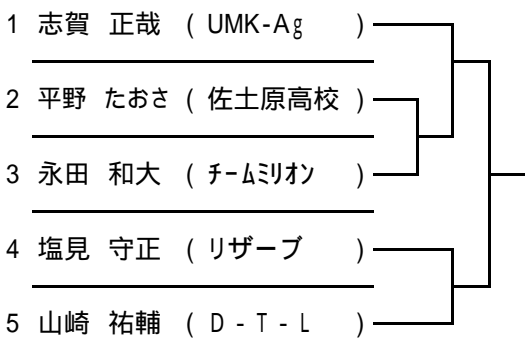 1 志賀 正哉 ( UMK-Ag )
2 平野 たおさ ( 佐土原高校 )
3 永田 和大 ( チームミリオン )
4 塩見 守正 ( リザーブ )
5 山崎 祐輔 ( D - T - L )